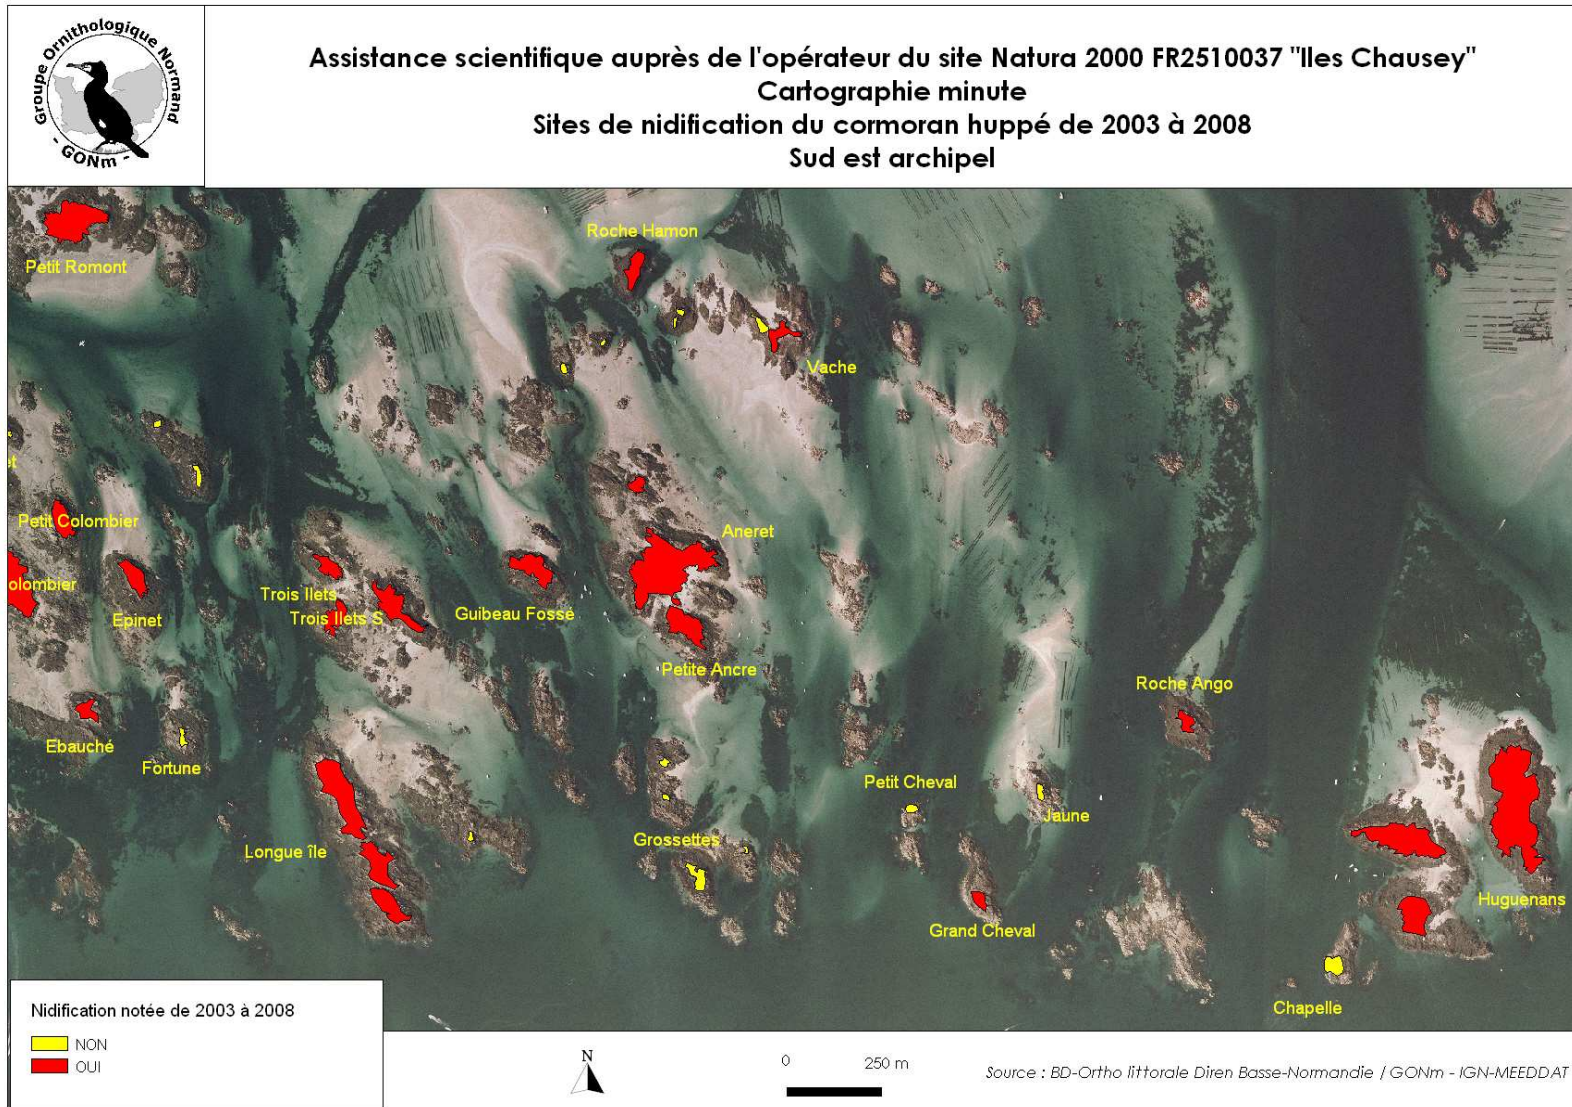 Groupe Ornithologique Normand
- GONm -
Assistance scientifique auprès de l'opérateur du site Natura 2000 FR2510037 "Iles Chausey"
Cartographie minute
Sites de nidification du cormoran huppé de 2003 à 2008
Sud est archipel
Roche Hamon
Petit Romont
Vache
et
Petit Colombier
Aneret
olombier
Trois Ilets
Epinet
Trois Ilets S
Guibeau Fossé
Petite Ancre
Roche Ango
Ebauché
Fortune
Petit Cheval
Jaune
Grossettes
Longue île
Huguenans
Grand Cheval
Chapelle
Nidification notée de 2003 à 2008
NON
OUI
N
0 250 m
Source : BD-Ortho littorale Diren Basse-Normandie / GONm - IGN-MEEDDAT